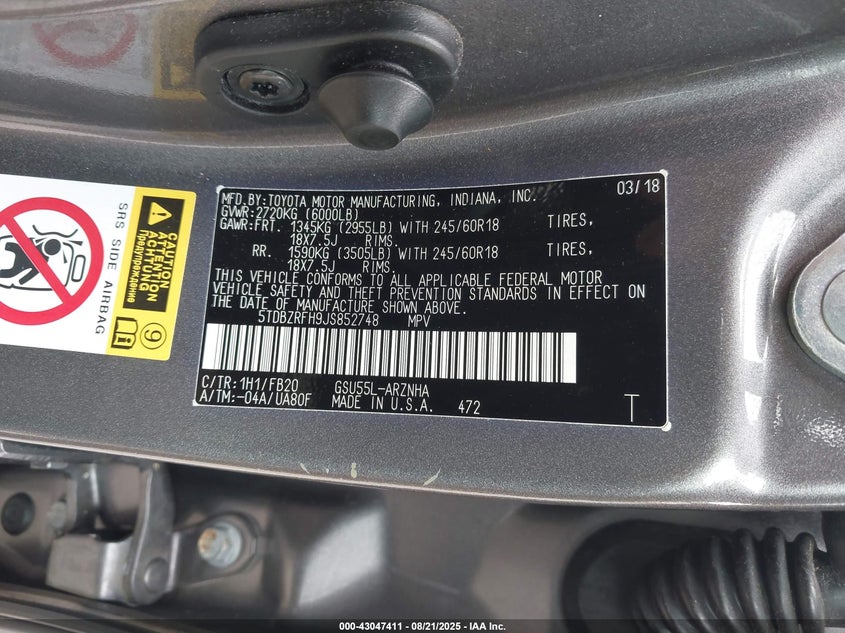 MFD.BY:TOYOTA MOTOR MANUFACTURING, INDIANA, INC. 03/18
GVWR:2720KG (6000LB)
GAWR:FRT. 1345KG (2955LB) WITH 245/60R18 TIRES,
18X7.5J RIMS.
RR. 1590KG (3505LB) WITH 245/60R18 TIRES,
18X7.5J RIMS.
THIS VEHICLE CONFORMS TO ALL APPLICABLE FEDERAL MOTOR
VEHICLE SAFETY AND THEFT PREVENTION STANDARDS IN EFFECT ON
THE DATE OF MANUFACTURE SHOWN ABOVE.
5TDBZRFH9JS852748 MPV
C/TR:1H1/FB20 GSU55L-ARZNHA
A/TM:-04A/UA80F MADE IN U.S.A. 472 T
SRS SIDE AIRBAG
CAUTION
ATTENTION
ACHTUNG
Предупреждение
9
000-43047411 - 08/21/2025 - IAA Inc.